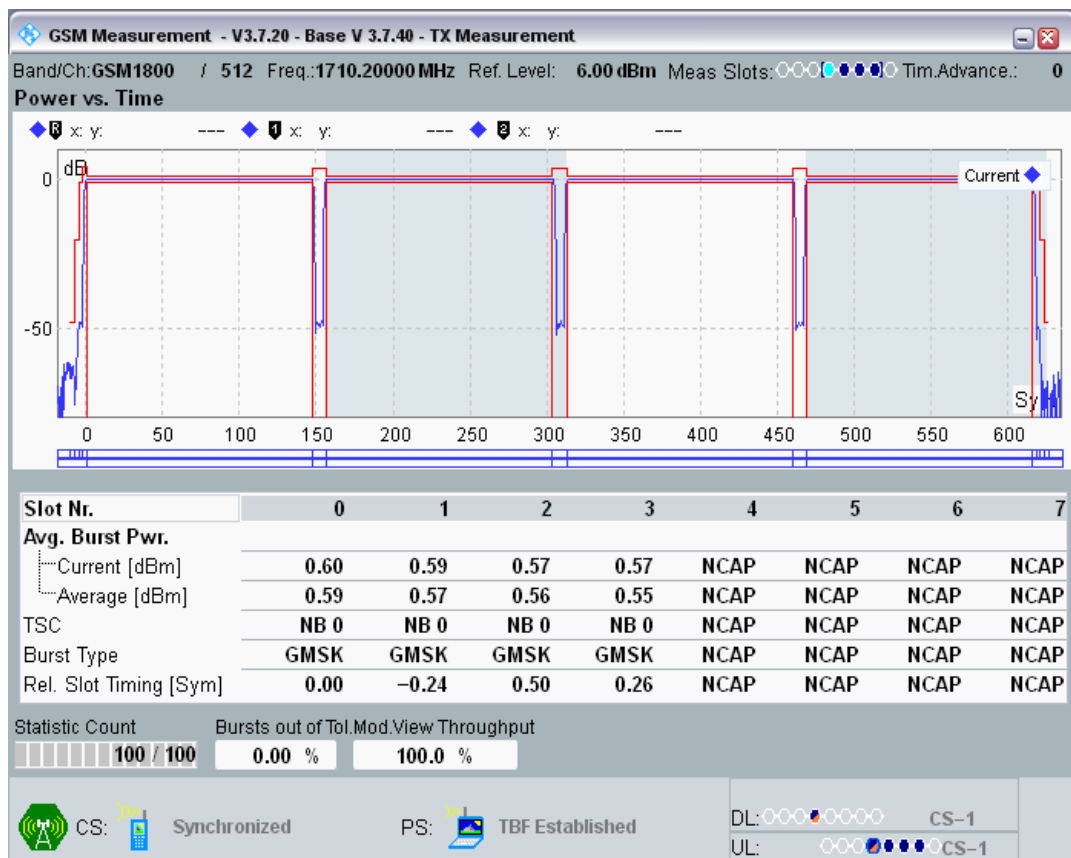 GSM Measurement - V3.7.20 - Base V 3.7.40 - TX Measurement
Band/Ch:GSM1800 / 512 Freq.:1710.20000 MHz Ref. Level: 6.00 dBm Meas Slots: Tim.Advance.: 0
Power vs. Time
R x: y: --- 1 x: y: --- 2 x: y: ---
dB
Current
0
-50
Sy
0 50 100 150 200 250 300 350 400 450 500 550 600
Slot Nr. 0 1 2 3 4 5 6 7
Avg. Burst Pwr.
Current [dBm] 0.60 0.59 0.57 0.57 NCAP NCAP NCAP NCAP
Average [dBm] 0.59 0.57 0.56 0.55 NCAP NCAP NCAP NCAP
TSC NB 0 NB 0 NB 0 NB 0 NCAP NCAP NCAP NCAP
Burst Type GMSK GMSK GMSK GMSK NCAP NCAP NCAP NCAP
Rel. Slot Timing [Sym] 0.00 −0.24 0.50 0.26 NCAP NCAP NCAP NCAP
Statistic Count Bursts out of Tol.Mod.View Throughput
100 / 100 0.00 % 100.0 %
CS: Synchronized PS: TBF Established
DL: CS−1
UL: CS−1